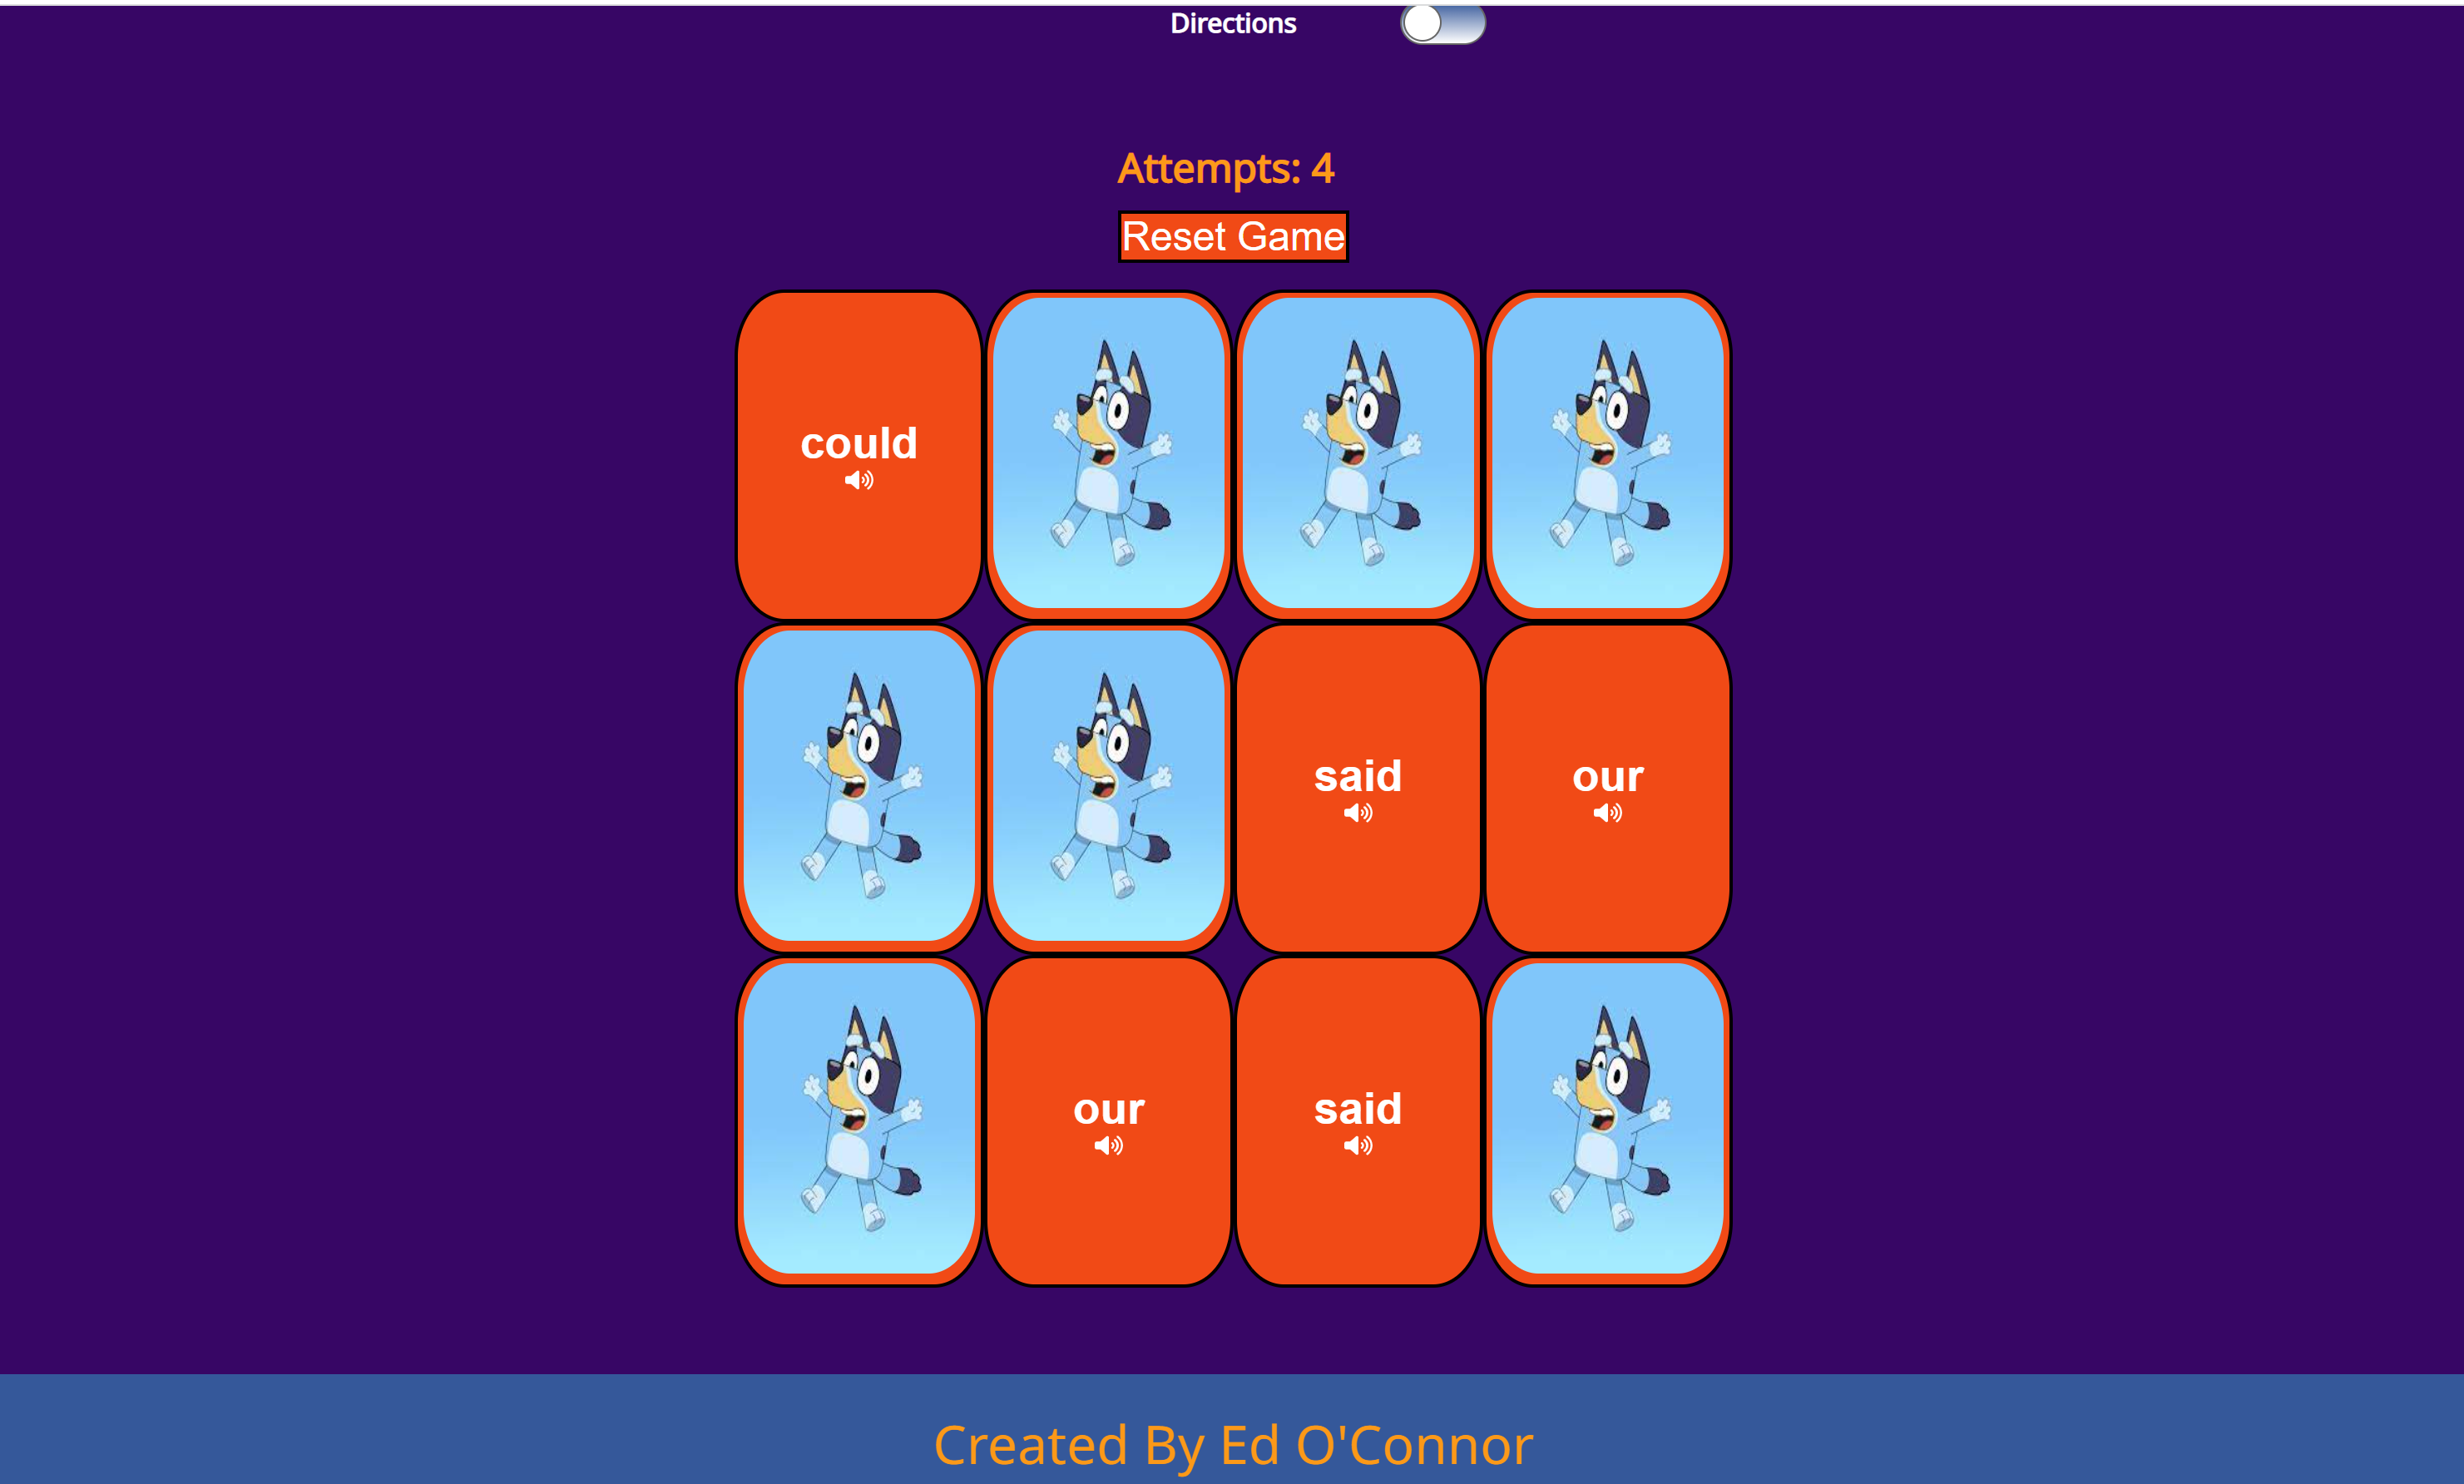 Directions
Attempts: 4
Reset Game
could
said
our
our
said
Created By Ed O'Connor